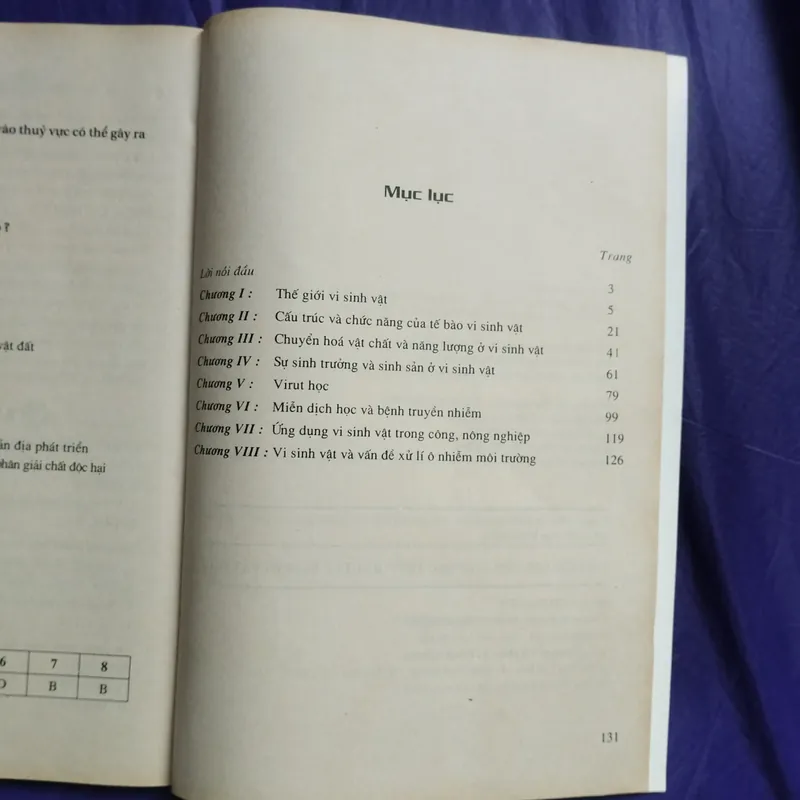 vào thuỷ vực có thể gây ra
?
vật đất
địa phát triển
phân giải chất độc hại
6 7 8
D B B
Mục lục
Trang
Lời nói đầu 3
Chương I : Thế giới vi sinh vật 5
Chương II : Cấu trúc và chức năng của tế bào vi sinh vật 21
Chương III : Chuyển hoá vật chất và năng lượng ở vi sinh vật 41
Chương IV : Sự sinh trưởng và sinh sản ở vi sinh vật 61
Chương V : Virut học 79
Chương VI : Miễn dịch học và bệnh truyền nhiễm 99
Chương VII : Ứng dụng vi sinh vật trong công, nông nghiệp 119
Chương VIII : Vi sinh vật và vấn đề xử lí ô nhiễm môi trường 126
131